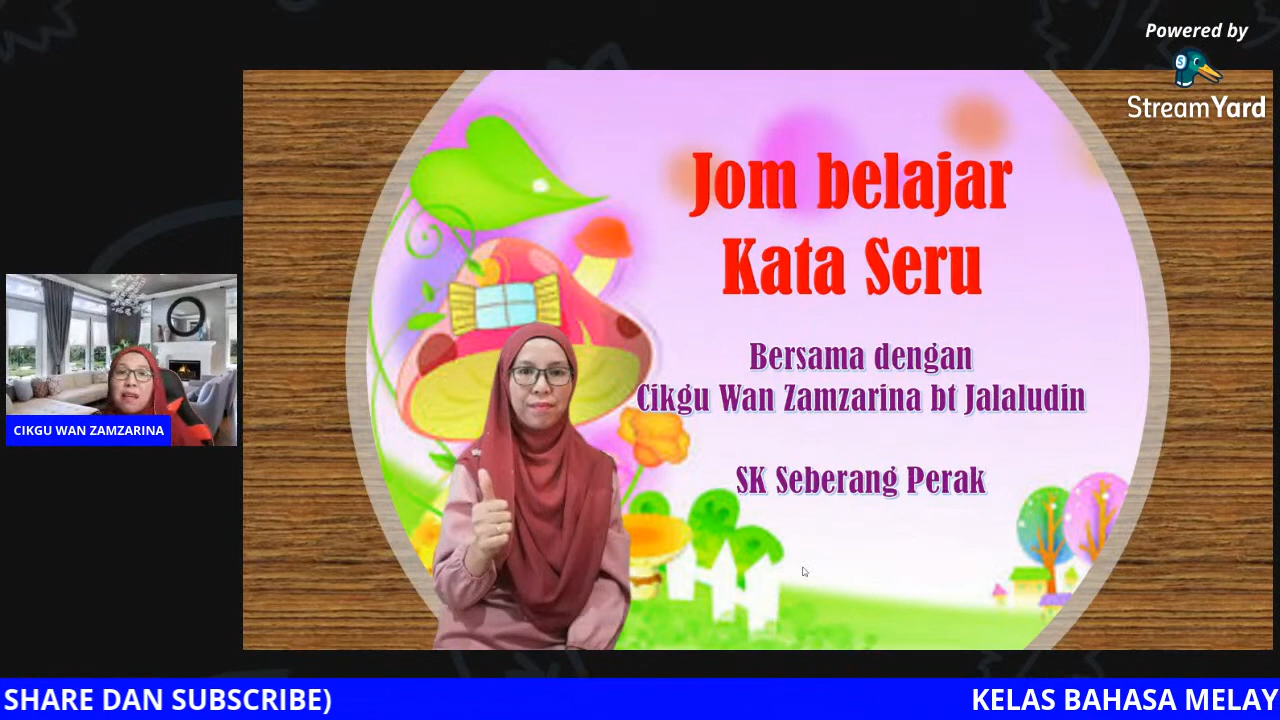 Powered by
StreamYard
Jom belajar
Kata Seru
Bersama dengan
Cikgu Wan Zamzarina bt Jalaludin
SK Seberang Perak
CIKGU WAN ZAMZARINA
SHARE DAN SUBSCRIBE)
KELAS BAHASA MELAY